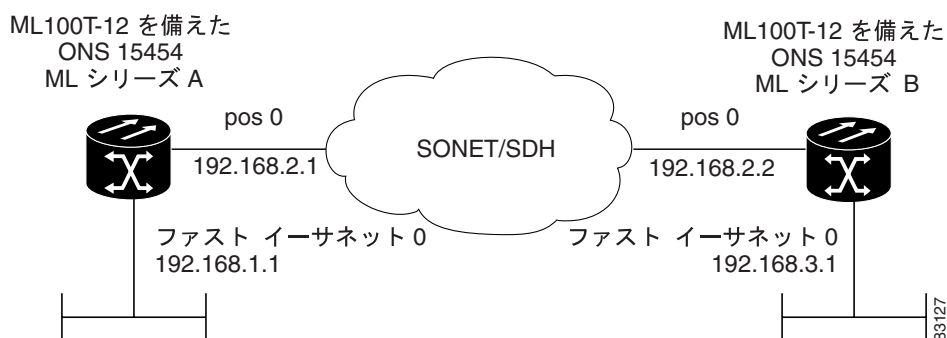 ML100T-12 を備えた
ONS 15454
ML シリーズ A
ML100T-12 を備えた
ONS 15454
ML シリーズ B
pos 0
192.168.2.1
SONET/SDH
pos 0
192.168.2.2
ファスト イーサネット 0
192.168.1.1
ファスト イーサネット 0
192.168.3.1
83127